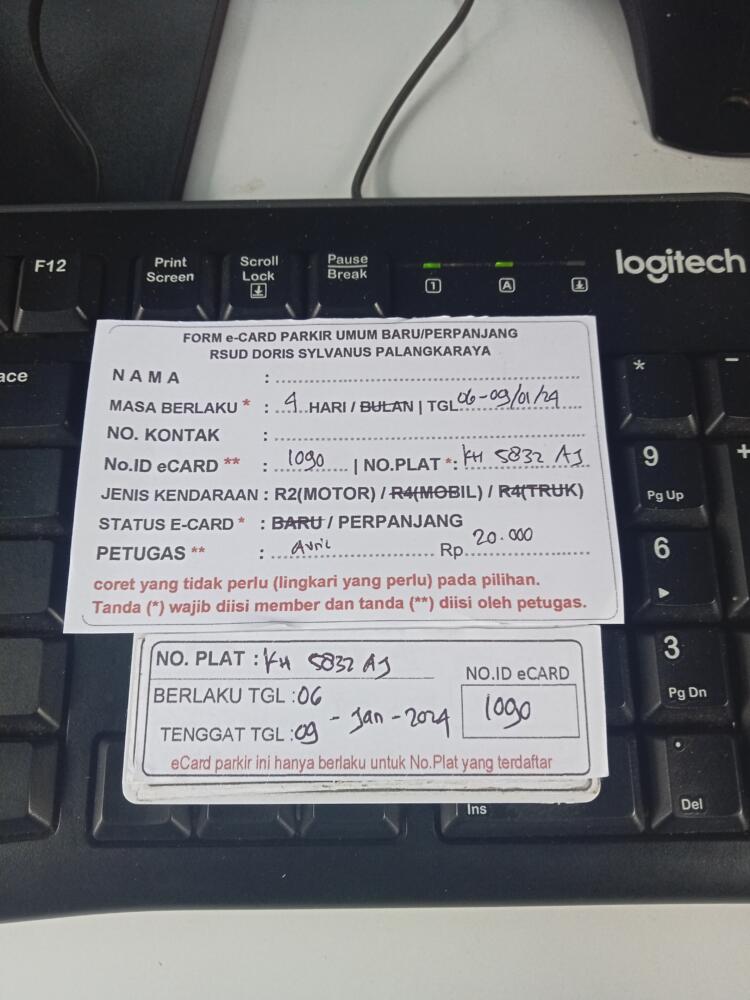 F12
Print
Screen
Scroll
Lock
Pause
Break
1
A
logitech
ace
FORM e-CARD PARKIR UMUM BARU/PERPANJANG
RSUD DORIS SYLVANUS PALANGKARAYA
NAMA :
MASA BERLAKU * : 4 HARI / BULAN | TGL 06-09/01/24
NO. KONTAK :
No.ID eCARD ** : 1090 | NO.PLAT *: KH 5832 AJ
JENIS KENDARAAN : R2(MOTOR) / R4(MOBIL) / R4(TRUK)
STATUS E-CARD * : BARU / PERPANJANG
PETUGAS ** : Avril Rp 20.000
coret yang tidak perlu (lingkari yang perlu) pada pilihan.
Tanda (*) wajib diisi member dan tanda (**) diisi oleh petugas.
NO. PLAT : KH 5832 AJ
NO.ID eCARD
1090
BERLAKU TGL : 06
TENGGAT TGL : 09 - Jan - 2024
eCard parkir ini hanya berlaku untuk No.Plat yang terdaftar
*
-
9
Pg Up
+
6
3
Pg Dn
Ins
.
Del